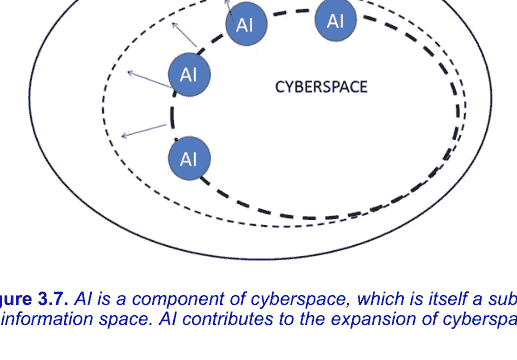 AI AI
AI
CYBERSPACE
AI
gure 3.7. AI is a component of cyberspace, which is itself a sub
information space. AI contributes to the expansion of cyberspa